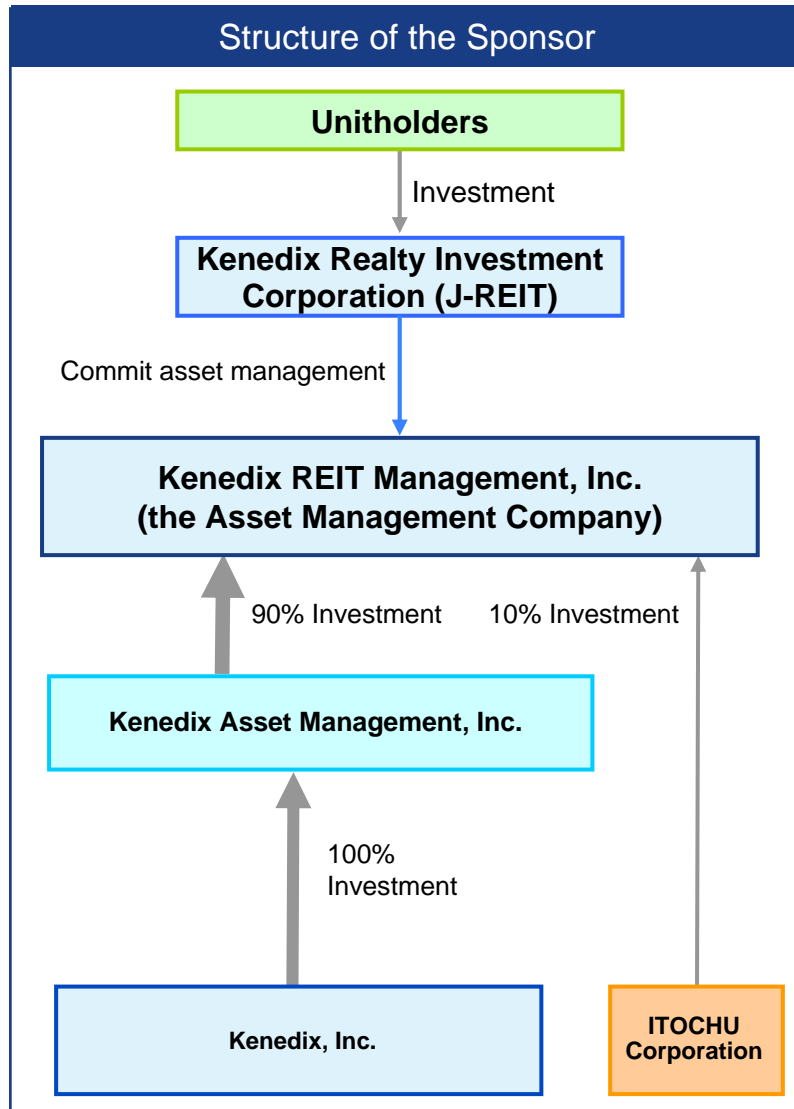 Structure of the Sponsor
Unitholders
Investment
Kenedix Realty Investment
Corporation (J-REIT)
Commit asset management
Kenedix REIT Management, Inc.
(the Asset Management Company)
90% Investment
10% Investment
Kenedix Asset Management, Inc.
100%
Investment
Kenedix, Inc.
ITOCHU
Corporation